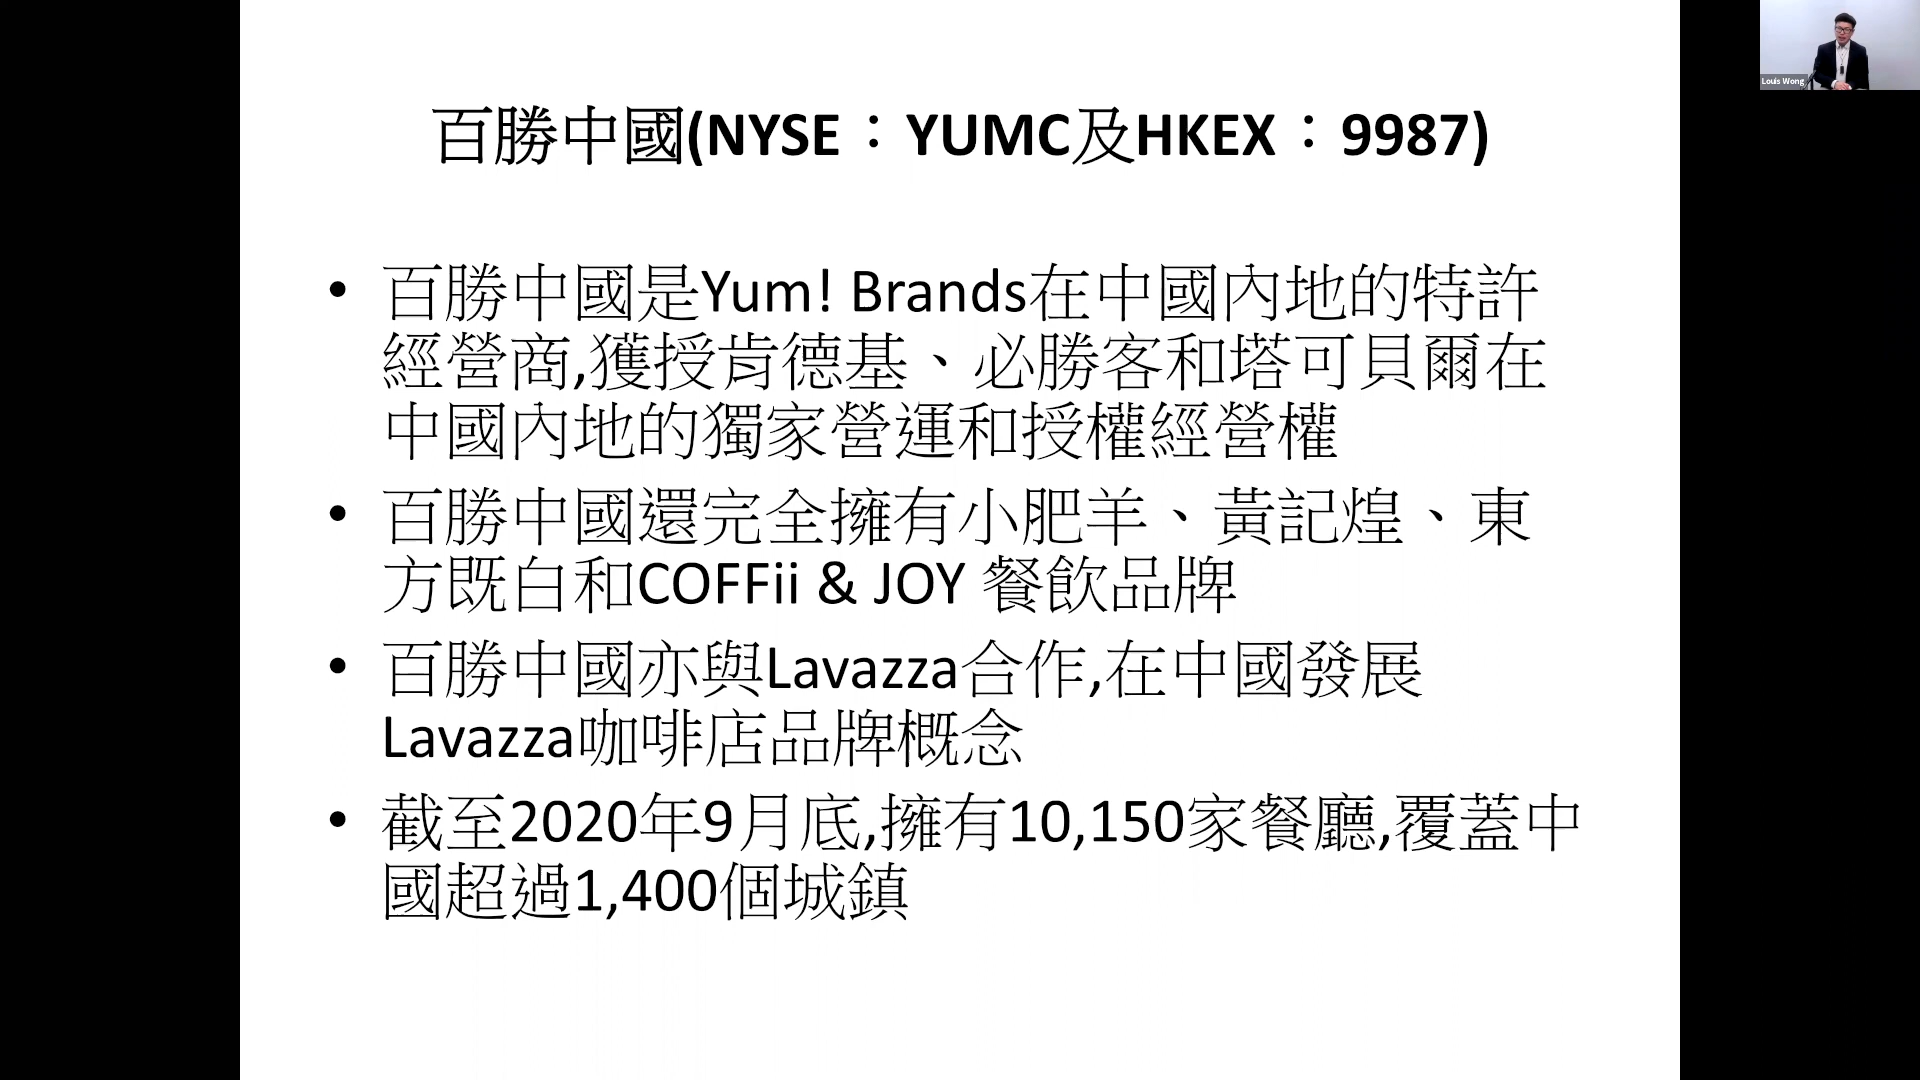 Louis Wong
百勝中國(NYSE：YUMC及HKEX：9987)
• 百勝中國是Yum! Brands在中國內地的特許
經營商,獲授肯德基、必勝客和塔可貝爾在
中國內地的獨家營運和授權經營權
• 百勝中國還完全擁有小肥羊、黃記煌、東
方既白和COFFii & JOY 餐飲品牌
• 百勝中國亦與Lavazza合作,在中國發展
Lavazza咖啡店品牌概念
• 截至2020年9月底,擁有10,150家餐廳,覆蓋中
國超過1,400個城鎮